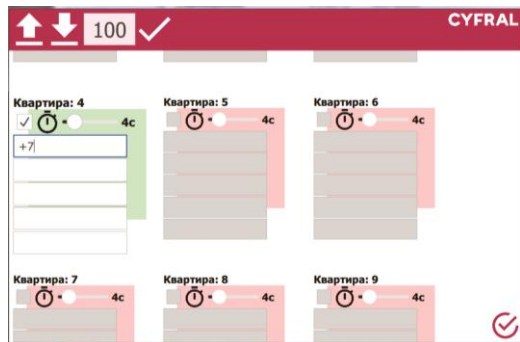 100
CYFRAL
Квартира: 4
Квартира: 5
Квартира: 6
4с
4с
4с
+7
Квартира: 7
Квартира: 8
Квартира: 9
4с
4с
4с